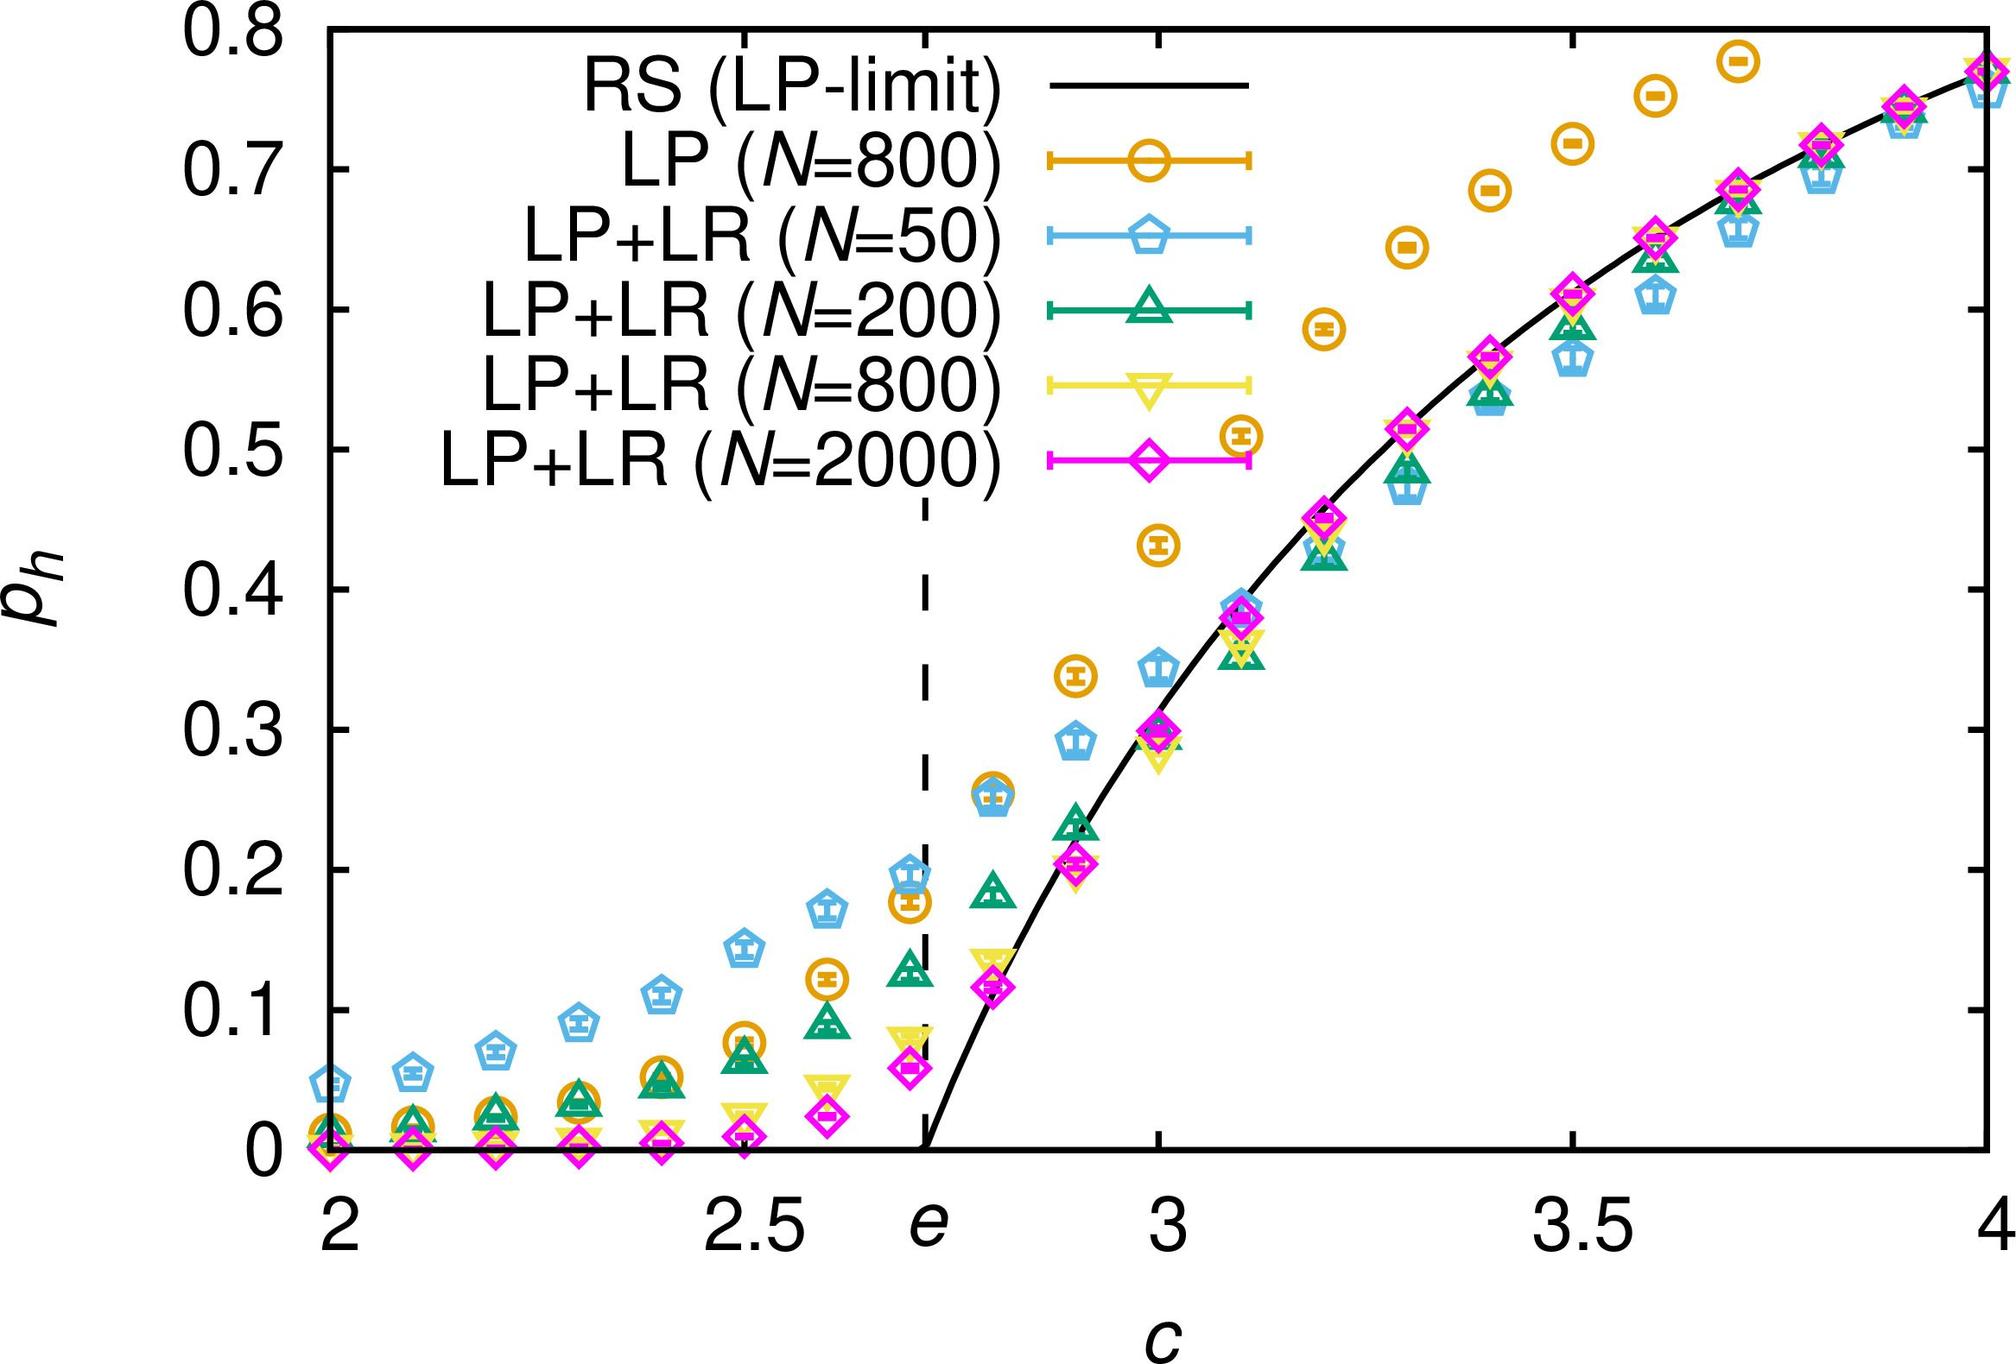 0.8
0.7
0.6
0.5
0.4
0.3
0.2
0.1
0
p_h
RS (LP-limit)
LP (N=800)
LP+LR (N=50)
LP+LR (N=200)
LP+LR (N=800)
LP+LR (N=2000)
2 2.5 e 3 3.5 4
c